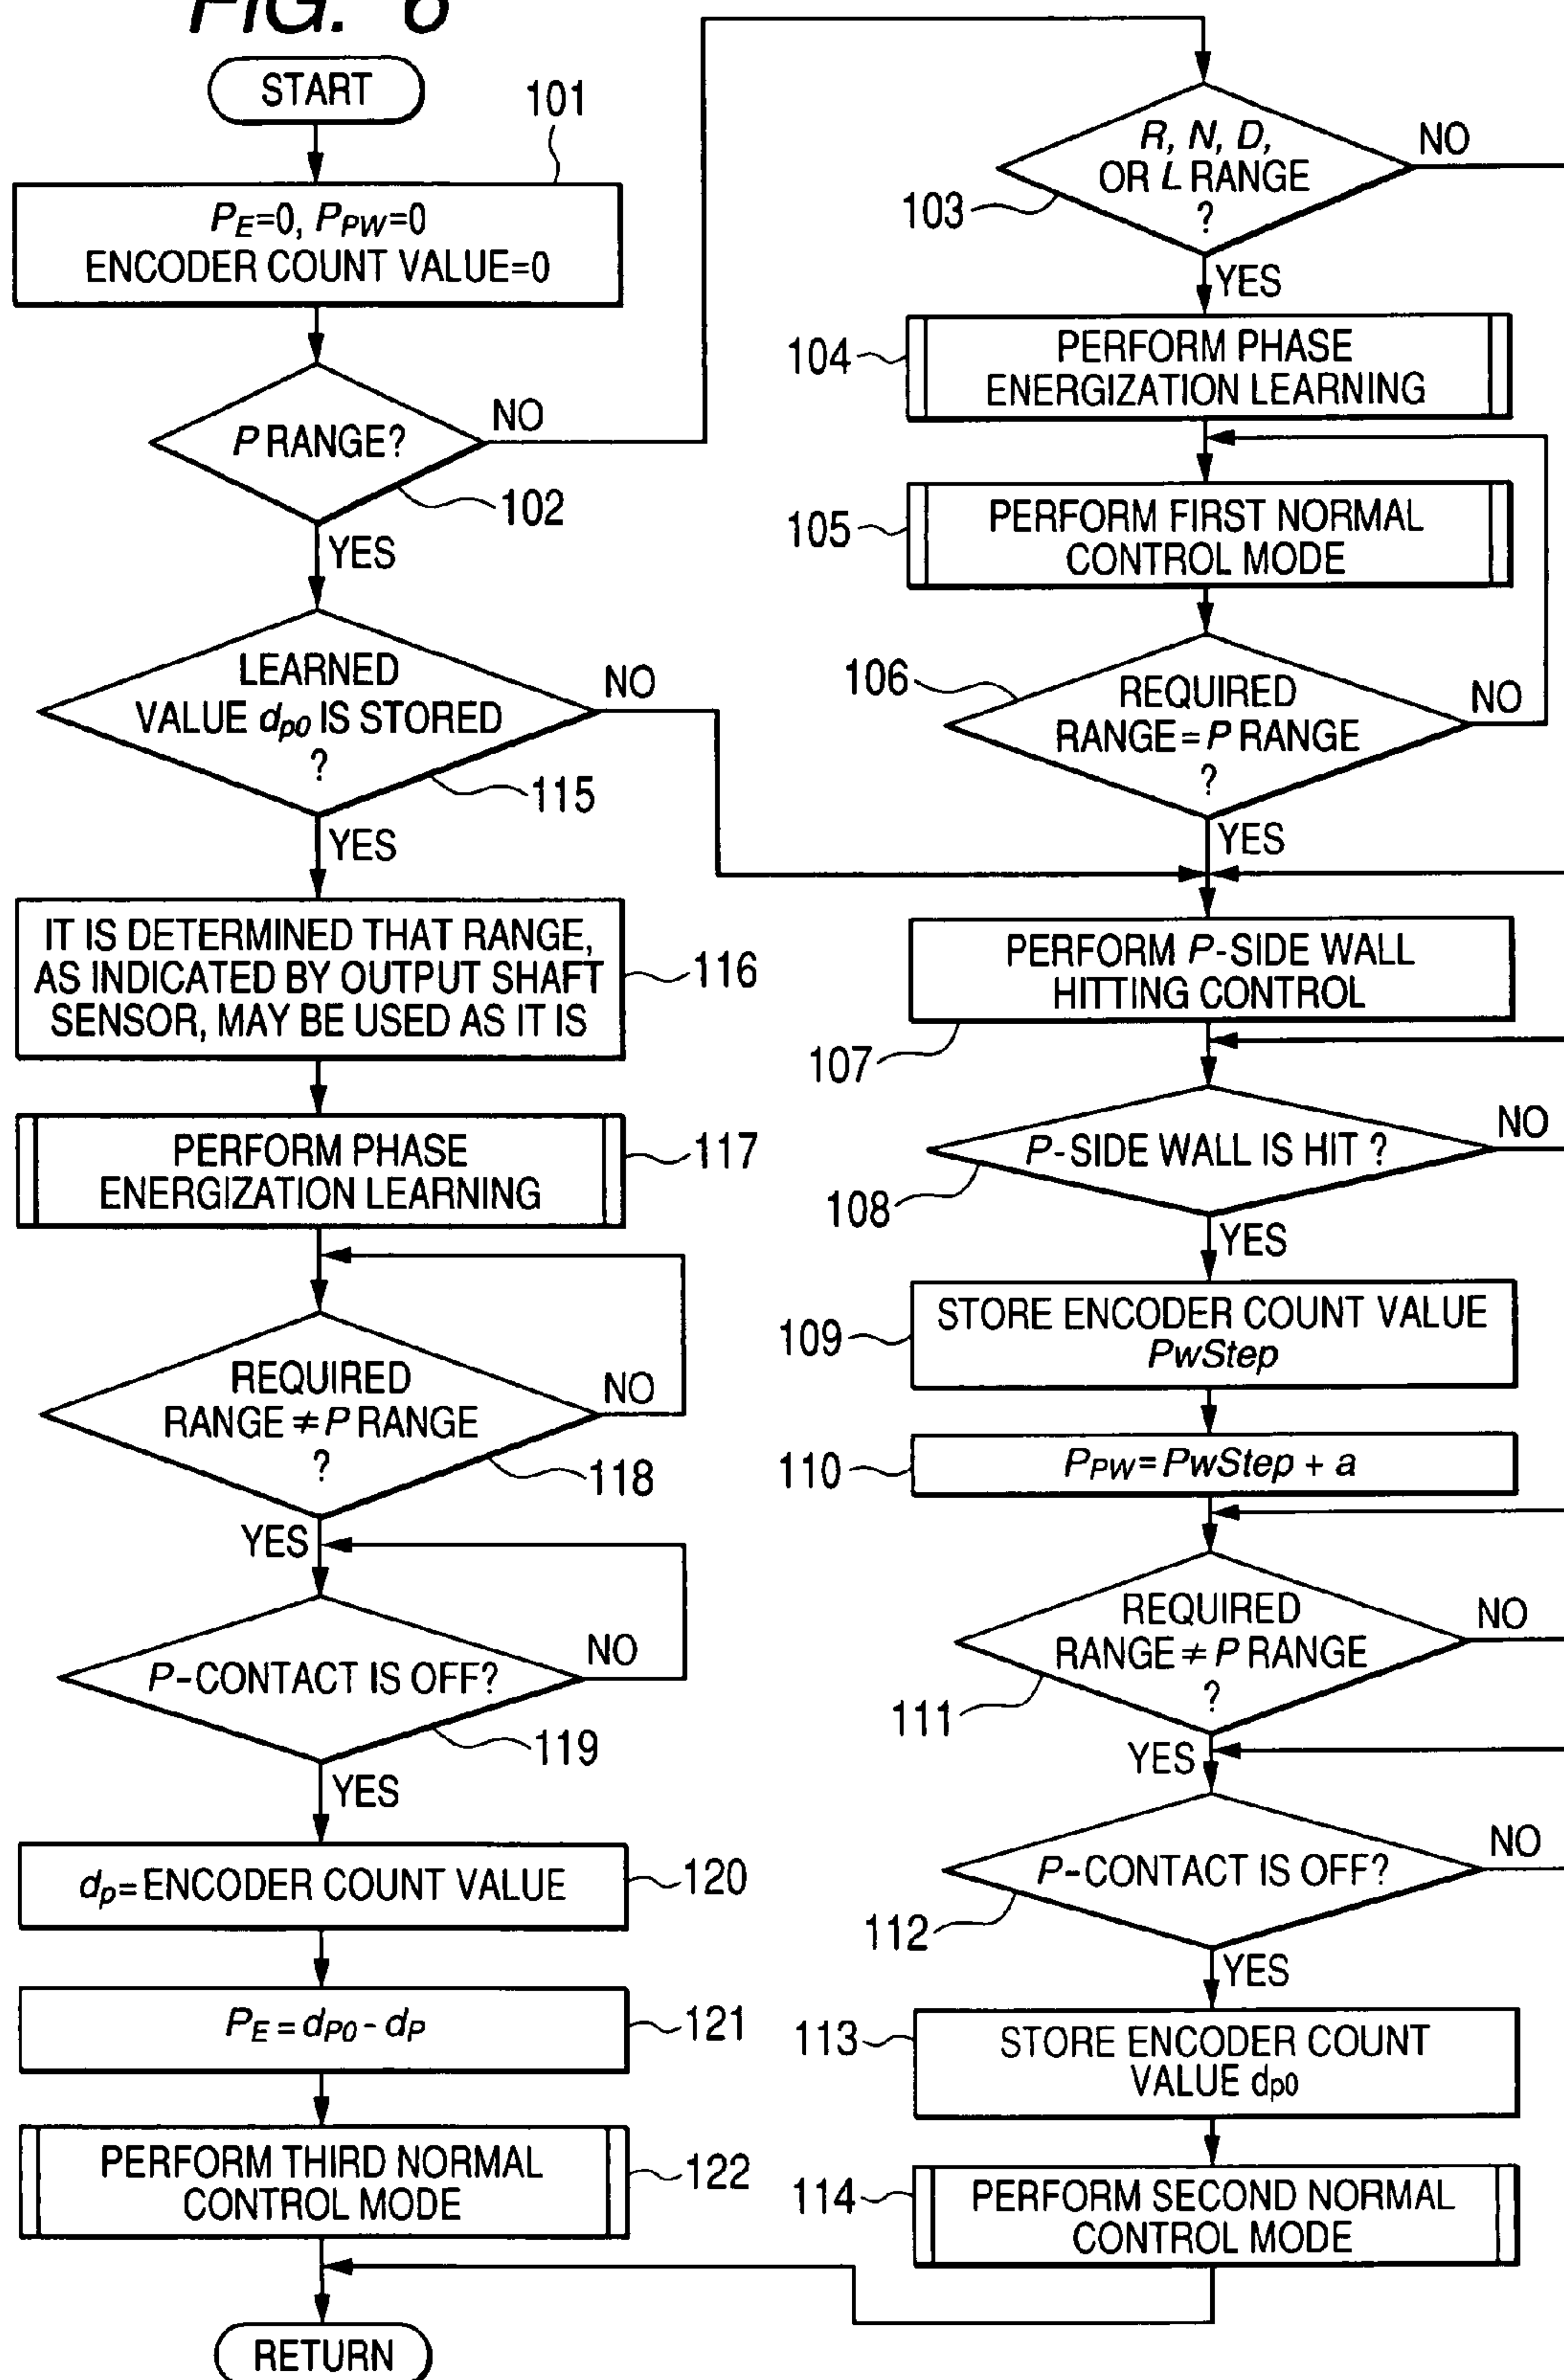 FIG. 6
START
101
PE=0, PPW=0
ENCODER COUNT VALUE=0
P RANGE?
NO
102
YES
LEARNED
VALUE dp0 IS STORED
?
NO
115
YES
IT IS DETERMINED THAT RANGE,
AS INDICATED BY OUTPUT SHAFT
SENSOR, MAY BE USED AS IT IS
116
PERFORM PHASE
ENERGIZATION LEARNING
117
REQUIRED
RANGE ≠ P RANGE
?
NO
118
YES
P-CONTACT IS OFF?
NO
119
YES
dp=ENCODER COUNT VALUE
120
PE = dP0 - dP
121
PERFORM THIRD NORMAL
CONTROL MODE
122
RETURN
R, N, D,
OR L RANGE
?
NO
103
YES
104
PERFORM PHASE
ENERGIZATION LEARNING
105
PERFORM FIRST NORMAL
CONTROL MODE
106
REQUIRED
RANGE = P RANGE
?
NO
YES
PERFORM P-SIDE WALL
HITTING CONTROL
107
P-SIDE WALL IS HIT ?
NO
108
YES
109
STORE ENCODER COUNT VALUE
PwStep
110
PPW = PwStep + a
REQUIRED
RANGE ≠ P RANGE
?
NO
111
YES
P-CONTACT IS OFF?
NO
112
YES
113
STORE ENCODER COUNT
VALUE dp0
114
PERFORM SECOND NORMAL
CONTROL MODE